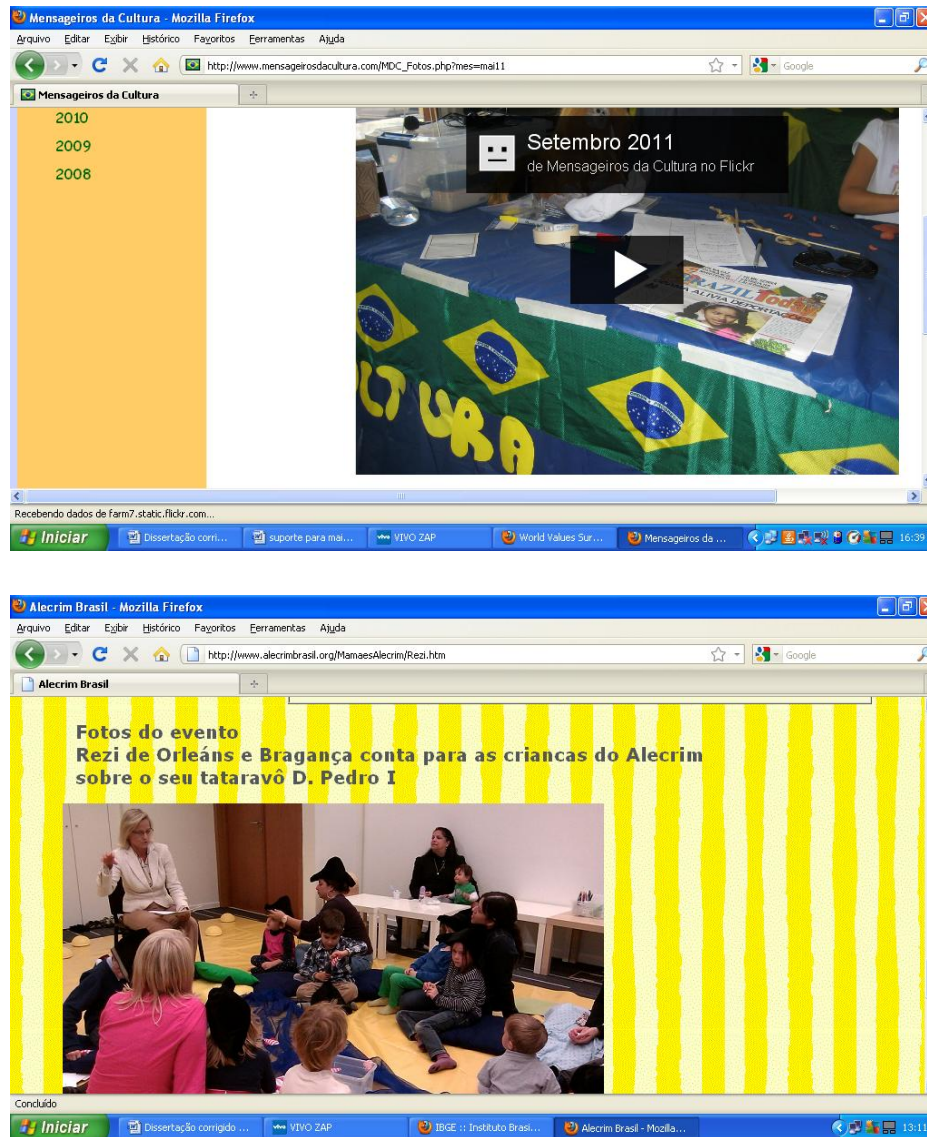 Mensageiros da Cultura - Mozilla Firefox
Arquivo Editar Exibir Histórico Favoritos Ferramentas Ajuda
http://www.mensageirosdacultura.com/MDC_Fotos.php?mes=mai11
Google
Mensageiros da Cultura
2010
2009
2008
Setembro 2011
de Mensageiros da Cultura no Flickr
BRAZIL Today
ALIVIA DEPORTAÇÃO
LTURA
Recebendo dados de farm7.static.flickr.com...
Iniciar
Dissertação corri...
suporte para mai...
VIVO ZAP
World Values Sur...
Mensageiros da ...
16:39
Alecrim Brasil - Mozilla Firefox
Arquivo Editar Exibir Histórico Favoritos Ferramentas Ajuda
http://www.alecrimbrasil.org/MamaesAlecrim/Rezi.htm
Google
Alecrim Brasil
Fotos do evento
Rezi de Orleáns e Bragança conta para as criancas do Alecrim
sobre o seu tataravô D. Pedro I
Concluído
Iniciar
Dissertação corrigido ...
VIVO ZAP
IBGE :: Instituto Brasi...
Alecrim Brasil - Mozilla...
13:11